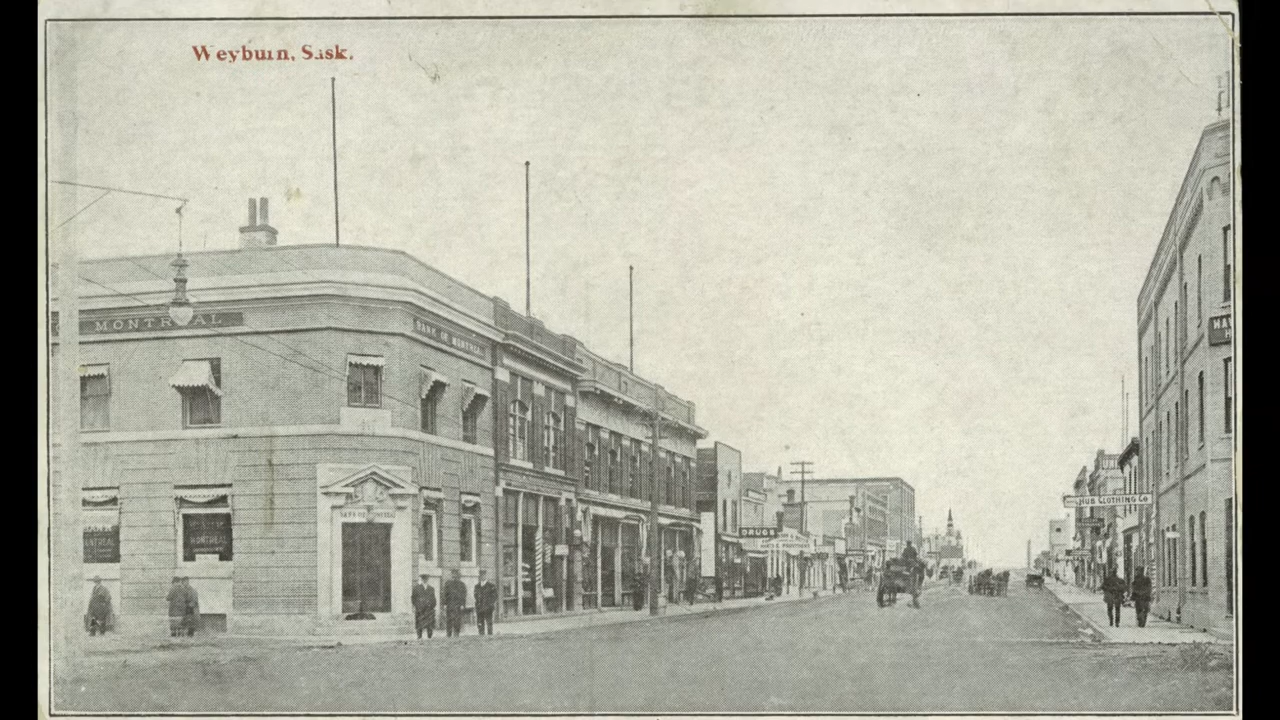 Weyburn, Sask.
MONTREAL
BANK OF MONTREAL
MONTREAL
DRUGS
HUB CLOTHING Co